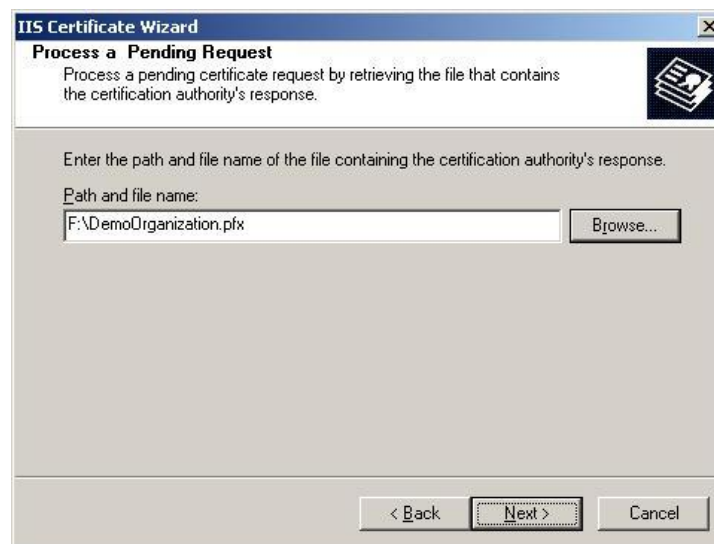 IIS Certificate Wizard
Process a Pending Request
Process a pending certificate request by retrieving the file that contains
the certification authority's response.
Enter the path and file name of the file containing the certification authority's response.
Path and file name:
F:\DemoOrganization.pfx
Browse...
< Back
Next >
Cancel